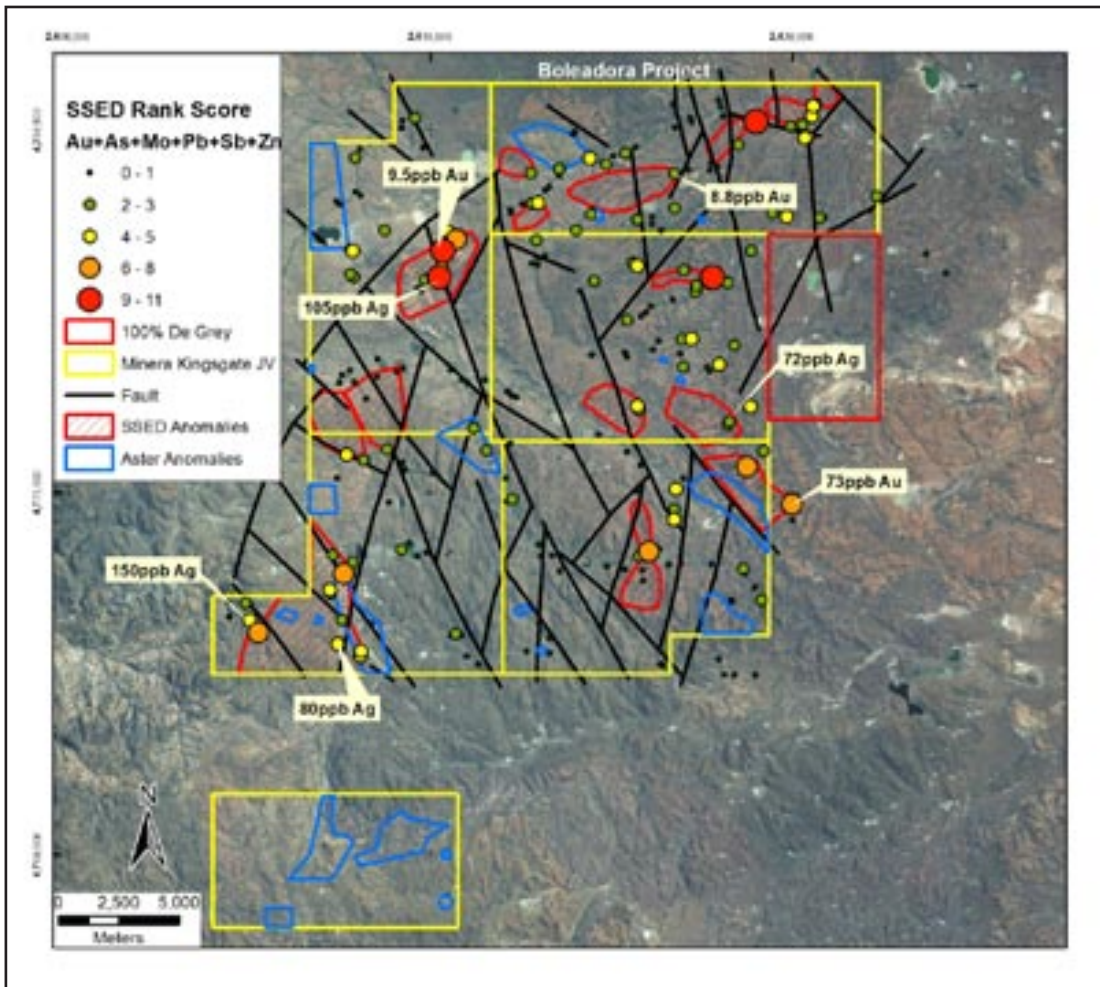 Boleadora Project
SSED Rank Score
Au+As+Mo+Pb+Sb+Zn
0 - 1
2 - 3
4 - 5
6 - 8
9 - 11
100% De Grey
Minera Kingsgate JV
Fault
SSED Anomalies
Aster Anomalies
9.5ppb Au
8.8ppb Au
105ppb Ag
72ppb Ag
73ppb Au
150ppb Ag
80ppb Ag
N
0 2,500 5,000
Meters